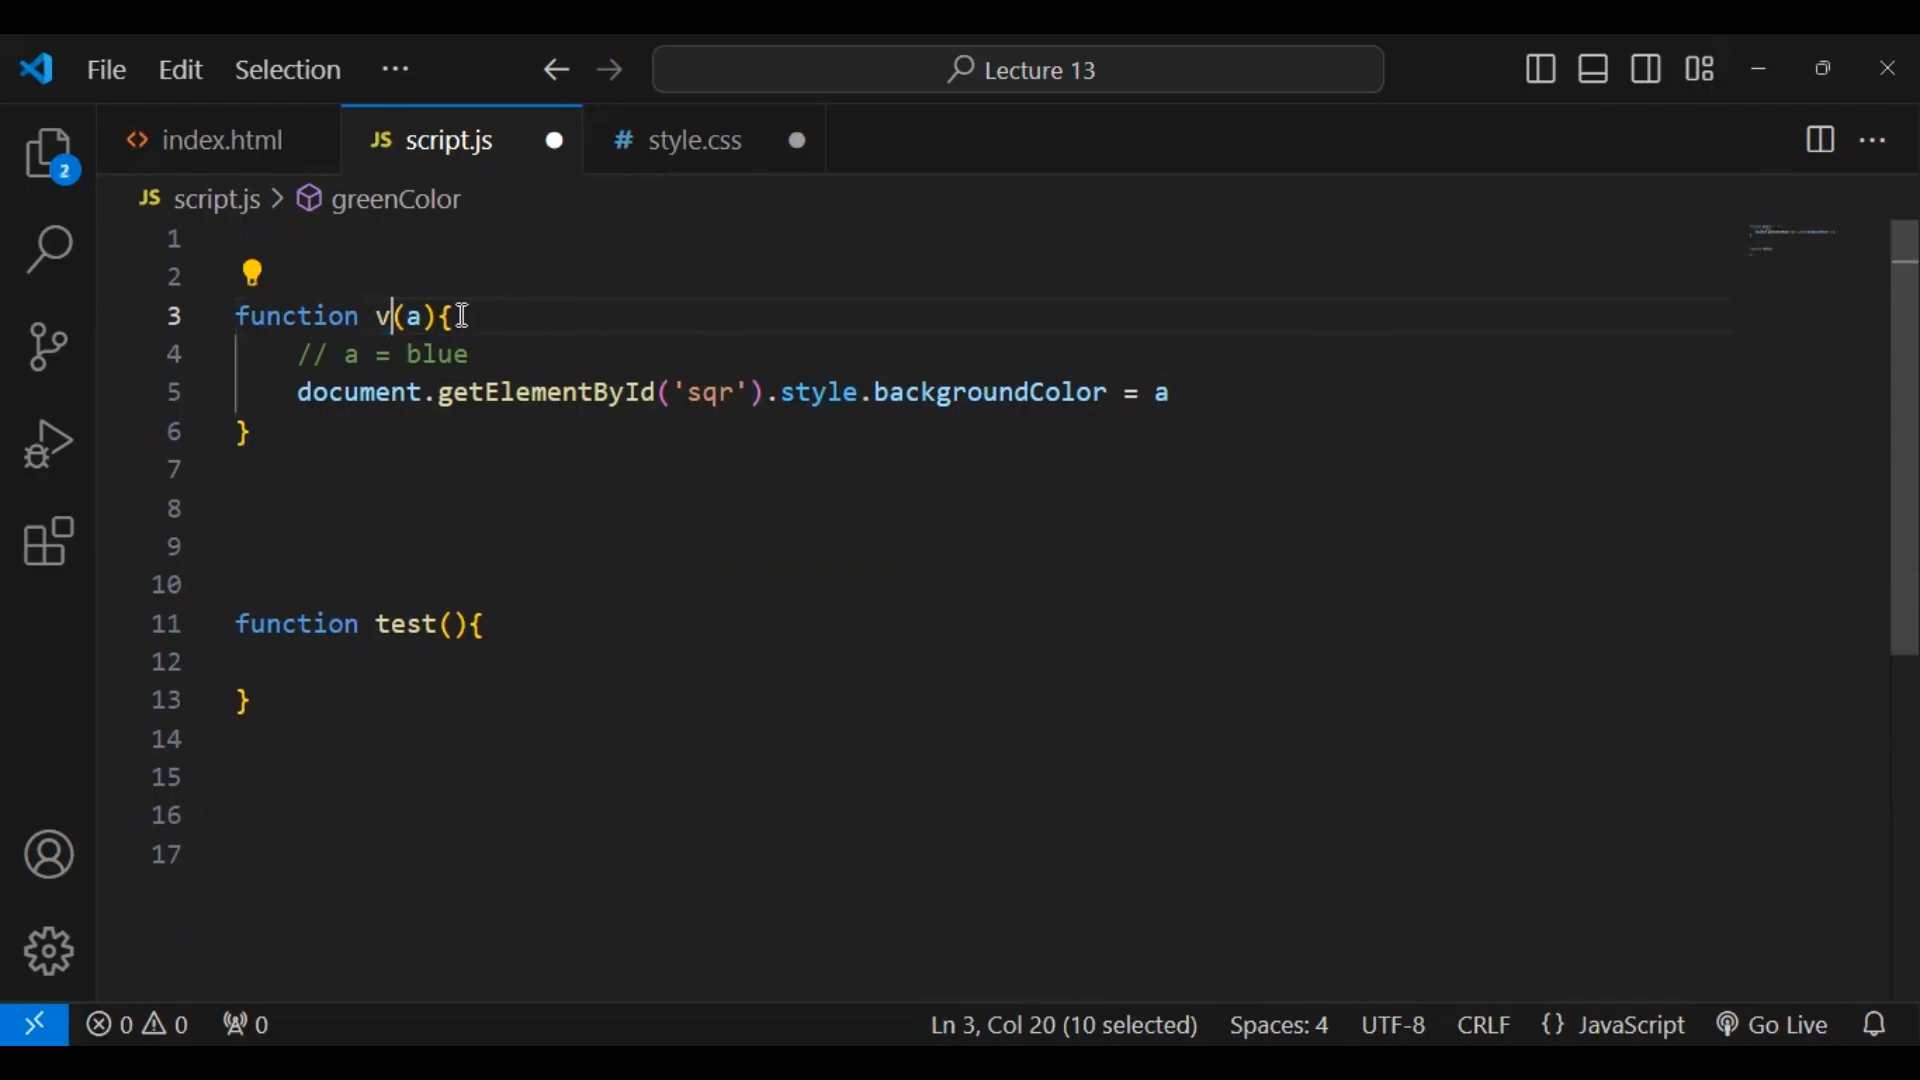 File Edit Selection ··· Lecture 13
index.html JS script.js # style.css
2
JS script.js > greenColor
1
2
3 function v(a){
4 // a = blue
5 document.getElementById('sqr').style.backgroundColor = a
6 }
7
8
9
10
11 function test(){
12
13 }
14
15
16
17
0 0 0 Ln 3, Col 20 (10 selected) Spaces: 4 UTF-8 CRLF {} JavaScript Go Live